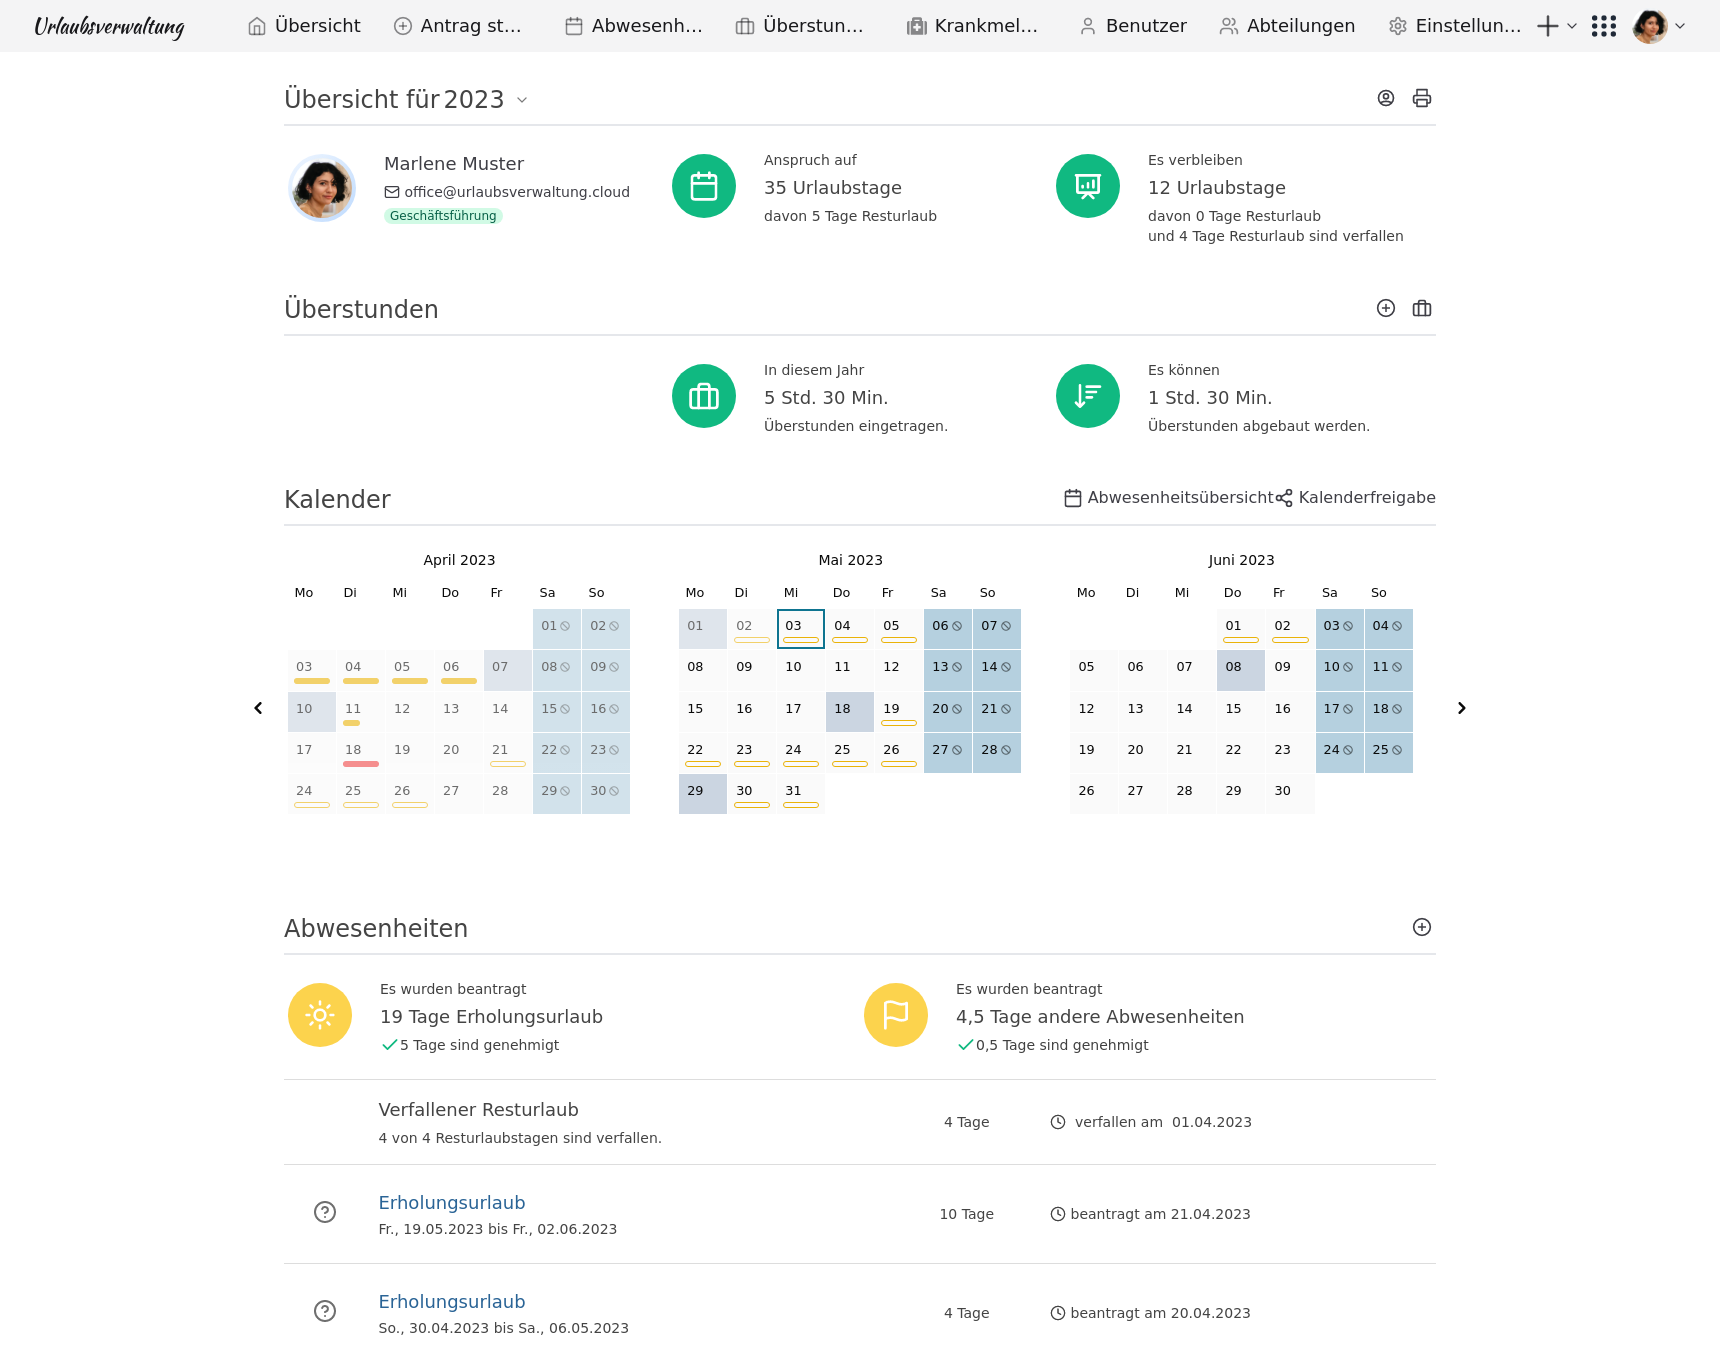 Urlaubsverwaltung Übersicht Antrag st… Abwesenh… Überstun… Krankmel… Benutzer Abteilungen Einstellun…
Übersicht für 2023
Marlene Muster
office@urlaubsverwaltung.cloud
Geschäftsführung
Anspruch auf
35 Urlaubstage
davon 5 Tage Resturlaub
Es verbleiben
12 Urlaubstage
davon 0 Tage Resturlaub
und 4 Tage Resturlaub sind verfallen
Überstunden
In diesem Jahr
5 Std. 30 Min.
Überstunden eingetragen.
Es können
1 Std. 30 Min.
Überstunden abgebaut werden.
Kalender
Abwesenheitsübersicht Kalenderfreigabe
April 2023
Mo Di Mi Do Fr Sa So
01 02
03 04 05 06 07 08 09
10 11 12 13 14 15 16
17 18 19 20 21 22 23
24 25 26 27 28 29 30
Mai 2023
Mo Di Mi Do Fr Sa So
01 02 03 04 05 06 07
08 09 10 11 12 13 14
15 16 17 18 19 20 21
22 23 24 25 26 27 28
29 30 31
Juni 2023
Mo Di Mi Do Fr Sa So
01 02 03 04
05 06 07 08 09 10 11
12 13 14 15 16 17 18
19 20 21 22 23 24 25
26 27 28 29 30
Abwesenheiten
Es wurden beantragt
19 Tage Erholungsurlaub
5 Tage sind genehmigt
Es wurden beantragt
4,5 Tage andere Abwesenheiten
0,5 Tage sind genehmigt
Verfallener Resturlaub
4 von 4 Resturlaubstagen sind verfallen.
4 Tage
verfallen am 01.04.2023
Erholungsurlaub
Fr., 19.05.2023 bis Fr., 02.06.2023
10 Tage
beantragt am 21.04.2023
Erholungsurlaub
So., 30.04.2023 bis Sa., 06.05.2023
4 Tage
beantragt am 20.04.2023